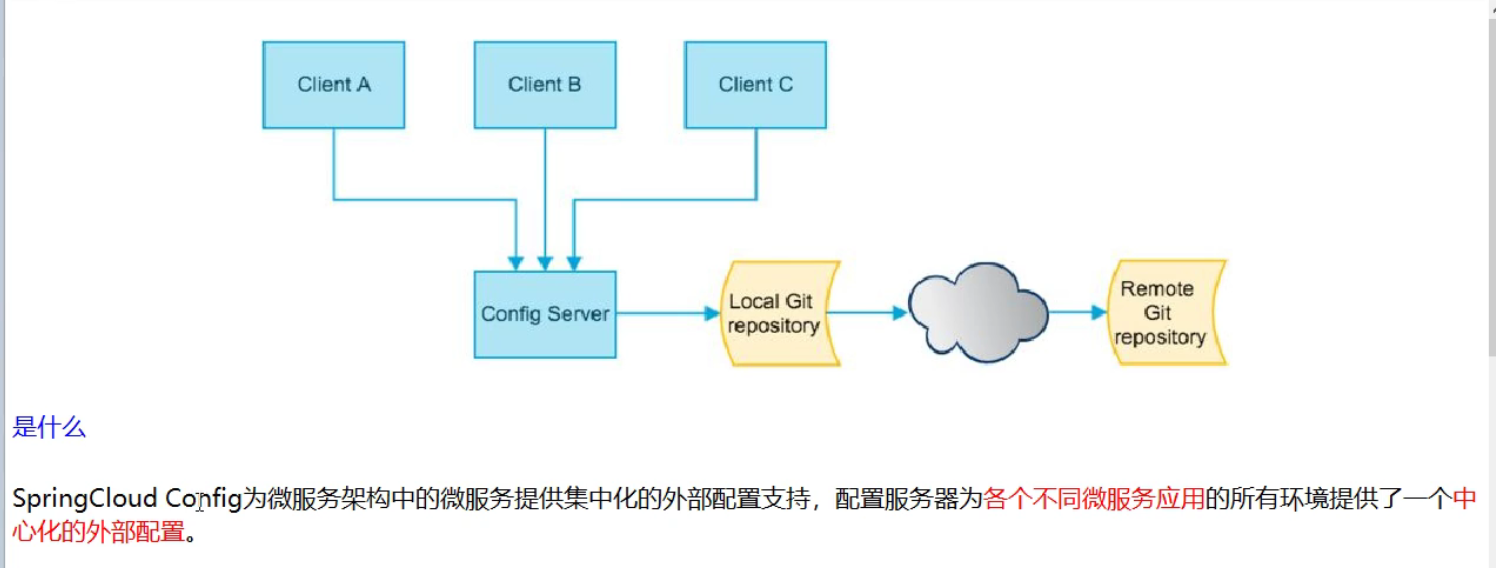 Client A
Client B
Client C
Config Server
Local Git
repository
Remote
Git
repository
是什么
SpringCloud Config为微服务架构中的微服务提供集中化的外部配置支持，配置服务器为各个不同微服务应用的所有环境提供了一个中
心化的外部配置。